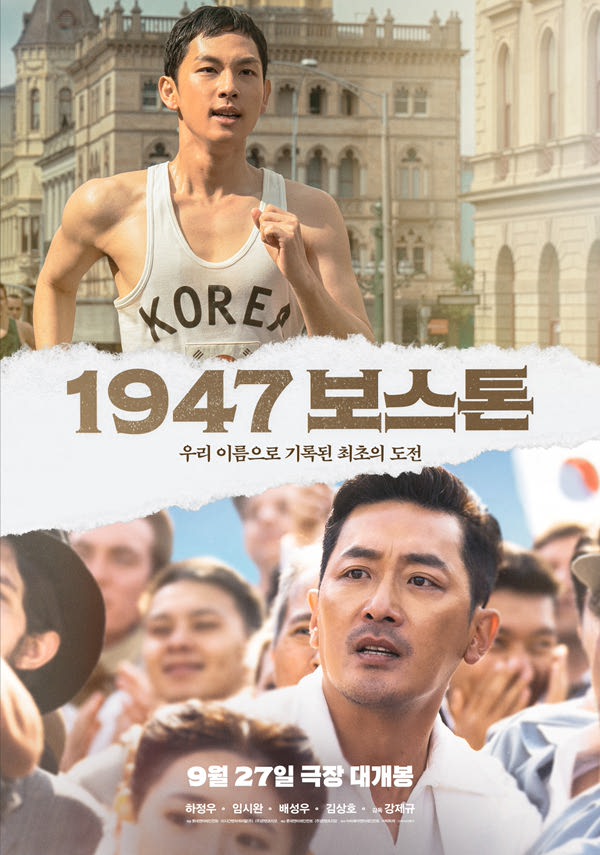 KOREA
1947 보스톤
우리 이름으로 기록된 최초의 도전
9월 27일 극장 대개봉
하정우 • 임시완 • 배성우 • 김상호 • 감독 강제규